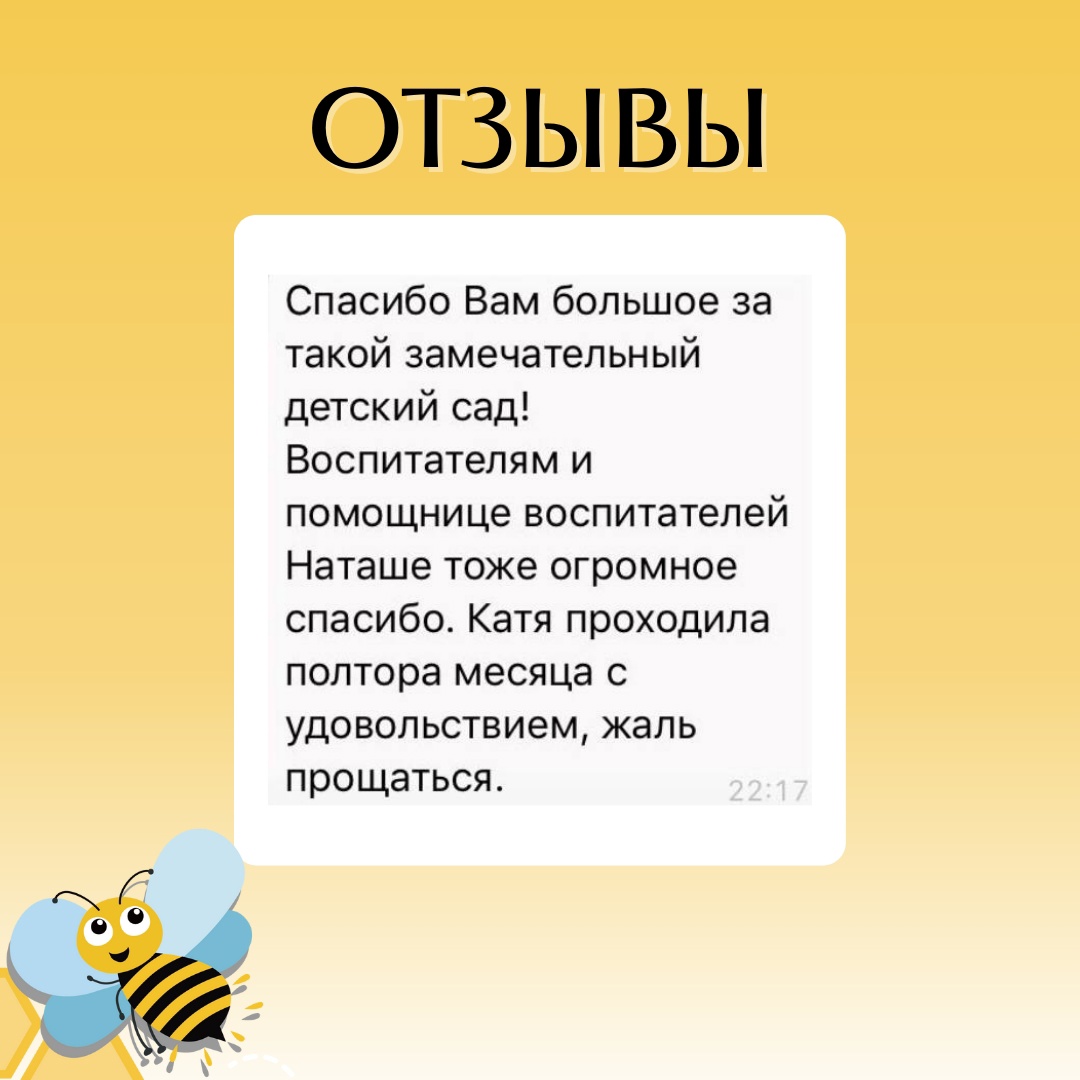 ОТЗЫВЫ
Спасибо Вам большое за
такой замечательный
детский сад!
Воспитателям и
помощнице воспитателей
Наташе тоже огромное
спасибо. Катя проходила
полтора месяца с
удовольствием, жаль
прощаться.
22:17